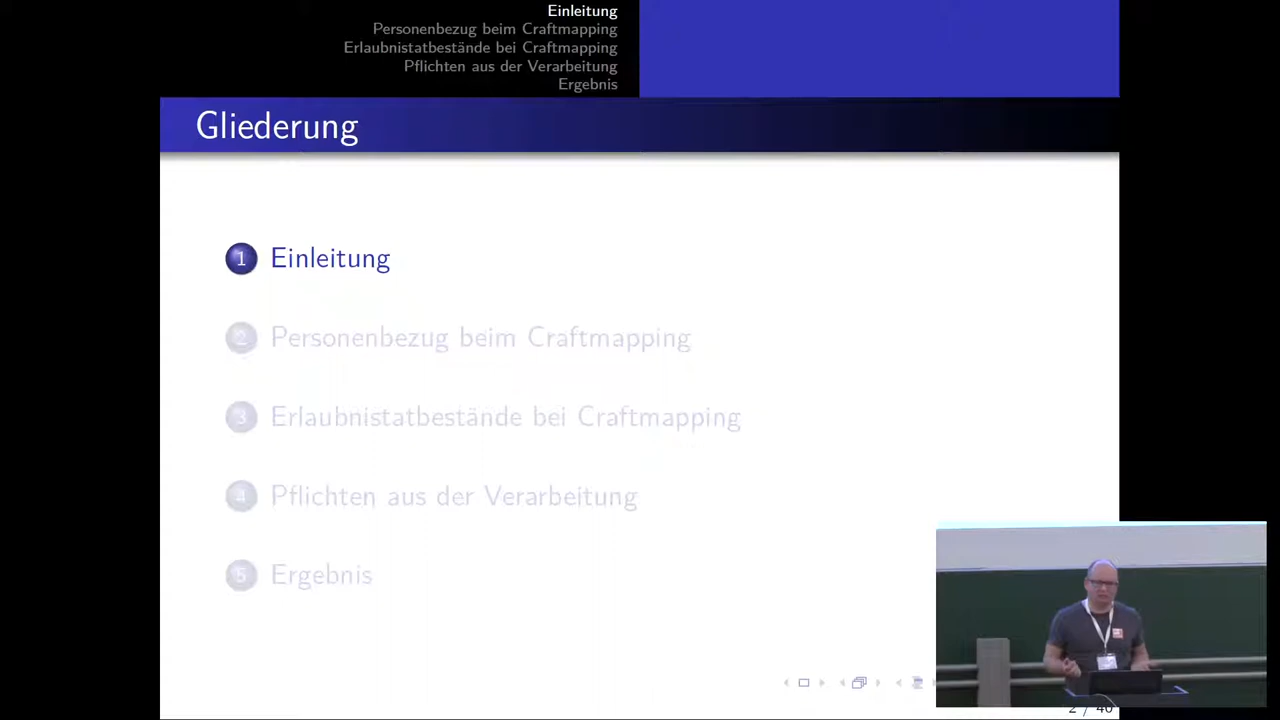 Einleitung
Personenbezug beim Craftmapping
Erlaubnistatbestände bei Craftmapping
Pflichten aus der Verarbeitung
Ergebnis
Gliederung
1 Einleitung
2 Personenbezug beim Craftmapping
3 Erlaubnistatbestände bei Craftmapping
4 Pflichten aus der Verarbeitung
5 Ergebnis
2 / 40